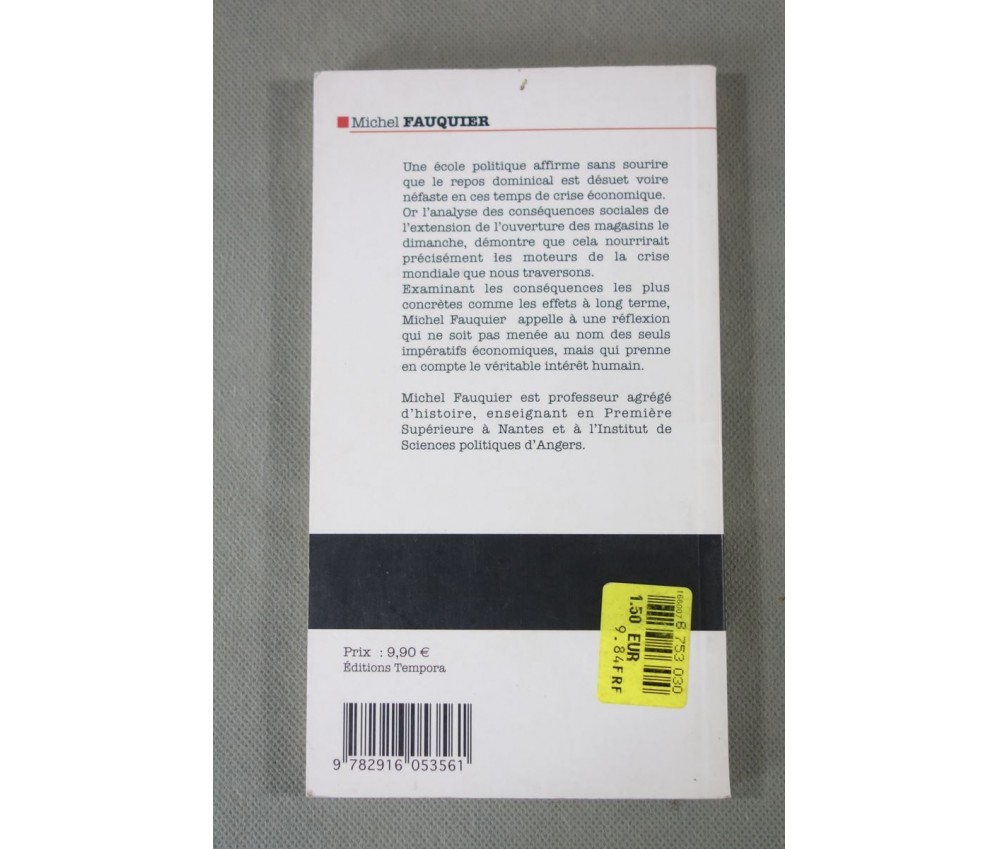 Michel FAUQUIER
Une école politique affirme sans sourire
que le repos dominical est désuet voire
néfaste en ces temps de crise économique.
Or l'analyse des conséquences sociales de
l'extension de l'ouverture des magasins le
dimanche, démontre que cela nourrirait
précisément les moteurs de la crise
mondiale que nous traversons.
Examinant les conséquences les plus
concrètes comme les effets à long terme,
Michel Fauquier appelle à une réflexion
qui ne soit pas menée au nom des seuls
impératifs économiques, mais qui prenne
en compte le véritable intérêt humain.
Michel Fauquier est professeur agrégé
d'histoire, enseignant en Première
Supérieure à Nantes et à l'Institut de
Sciences politiques d'Angers.
Prix : 9,90 €
Éditions Tempora
9 782916 053561
8 753 030
1.50 EUR
9.84FRF